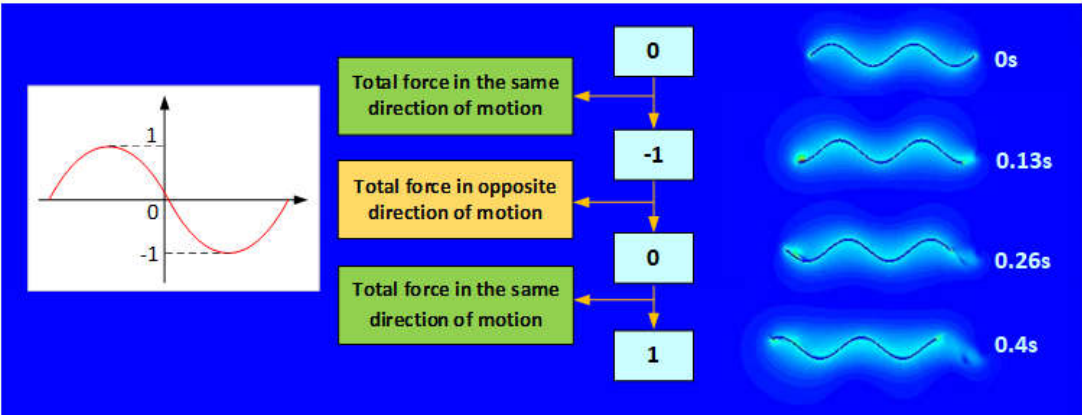 1
0
-1
0
Total force in the same
direction of motion
-1
Total force in opposite
direction of motion
0
Total force in the same
direction of motion
1
0s
0.13s
0.26s
0.4s